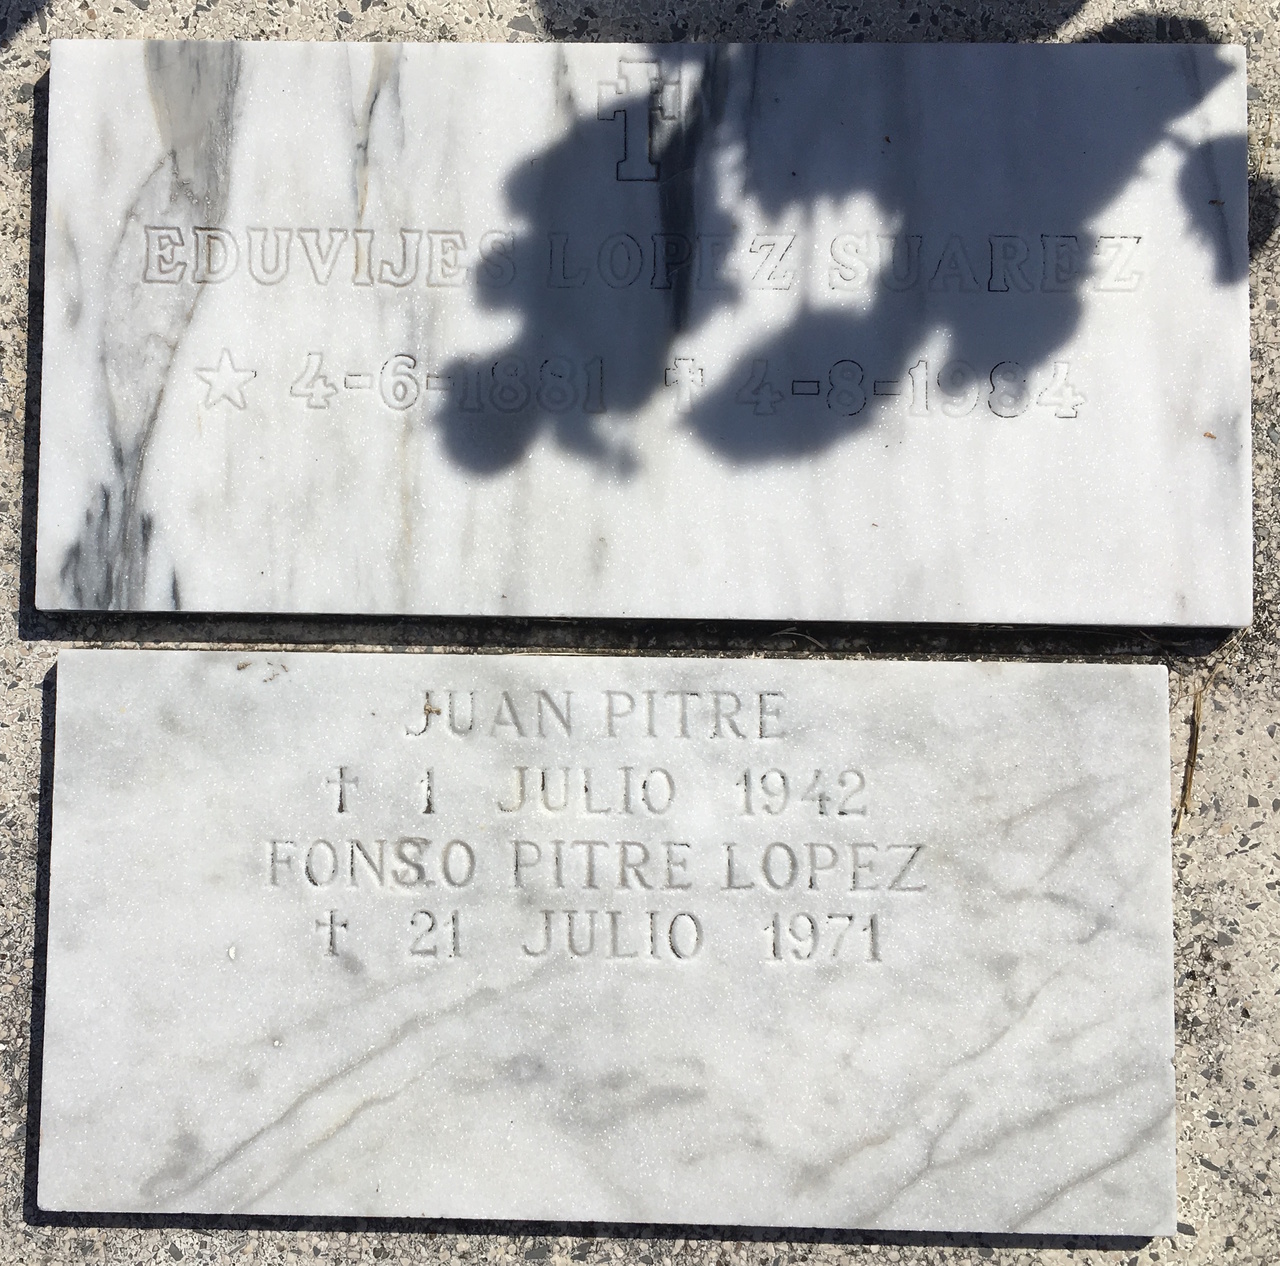 EDUVIJES LOPEZ SUAREZ
☆ 4-6-1881 ✝ 4-8-1984
JUAN PITRE
✝ 1 JULIO 1942
FONSO PITRE LOPEZ
✝ 21 JULIO 1971